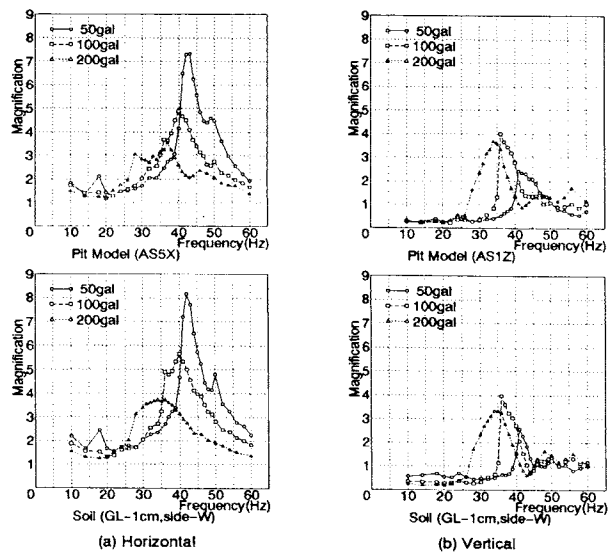 9
8
7
6
5
4
3
2
1
0
Magnification
50gal
100gal
200gal
10 20 30 40 50 60
Frequency(Hz)
Pit Model (AS5X)
9
8
7
6
5
4
3
2
1
0
Magnification
50gal
100gal
200gal
10 20 30 40 50 60
Frequency(Hz)
Pit Model (AS1Z)
9
8
7
6
5
4
3
2
1
0
Magnification
50gal
100gal
200gal
10 20 30 40 50 60
Frequency(Hz)
Soil (GL-1cm,side-W)
(a) Horizontal
9
8
7
6
5
4
3
2
1
0
Magnification
50gal
100gal
200gal
10 20 30 40 50 60
Frequency(Hz)
Soil (GL-1cm,side-W)
(b) Vertical